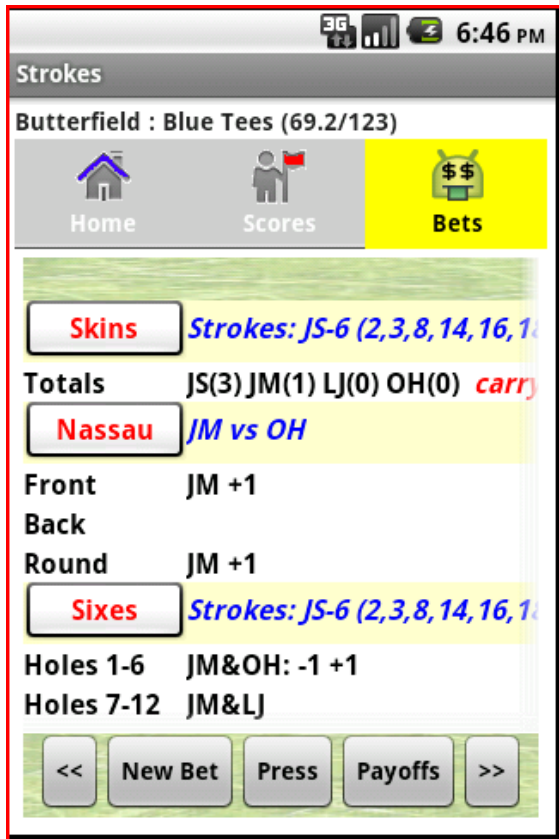 3G 6:46 PM
Strokes
Butterfield : Blue Tees (69.2/123)
$$
Home Scores Bets
Skins Strokes: JS-6 (2,3,8,14,16,
Totals JS(3) JM(1) LJ(0) OH(0) carry
Nassau JM vs OH
Front JM +1
Back
Round JM +1
Sixes Strokes: JS-6 (2,3,8,14,16,
Holes 1-6 JM&OH: -1 +1
Holes 7-12 JM&LJ
<< New Bet Press Payoffs >>